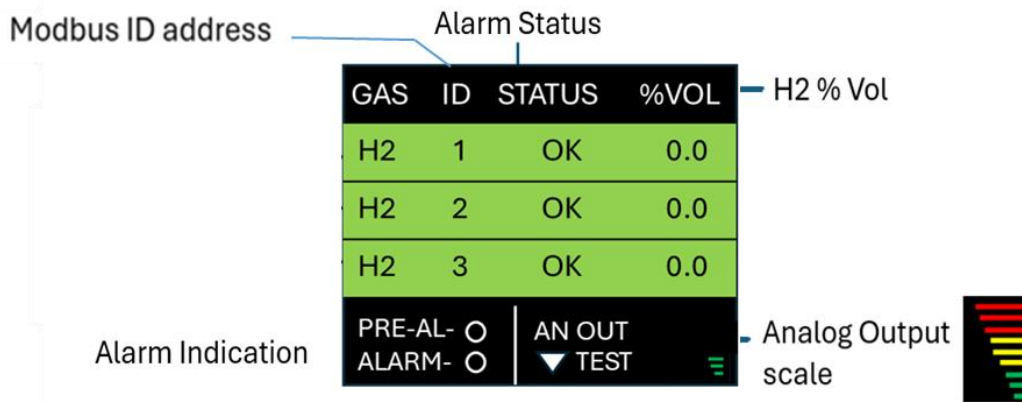 Modbus ID address
Alarm Status
GAS ID STATUS %VOL
H2 % Vol
H2 1 OK 0.0
H2 2 OK 0.0
H2 3 OK 0.0
PRE-AL-
ALARM-
AN OUT
TEST
Alarm Indication
Analog Output
scale